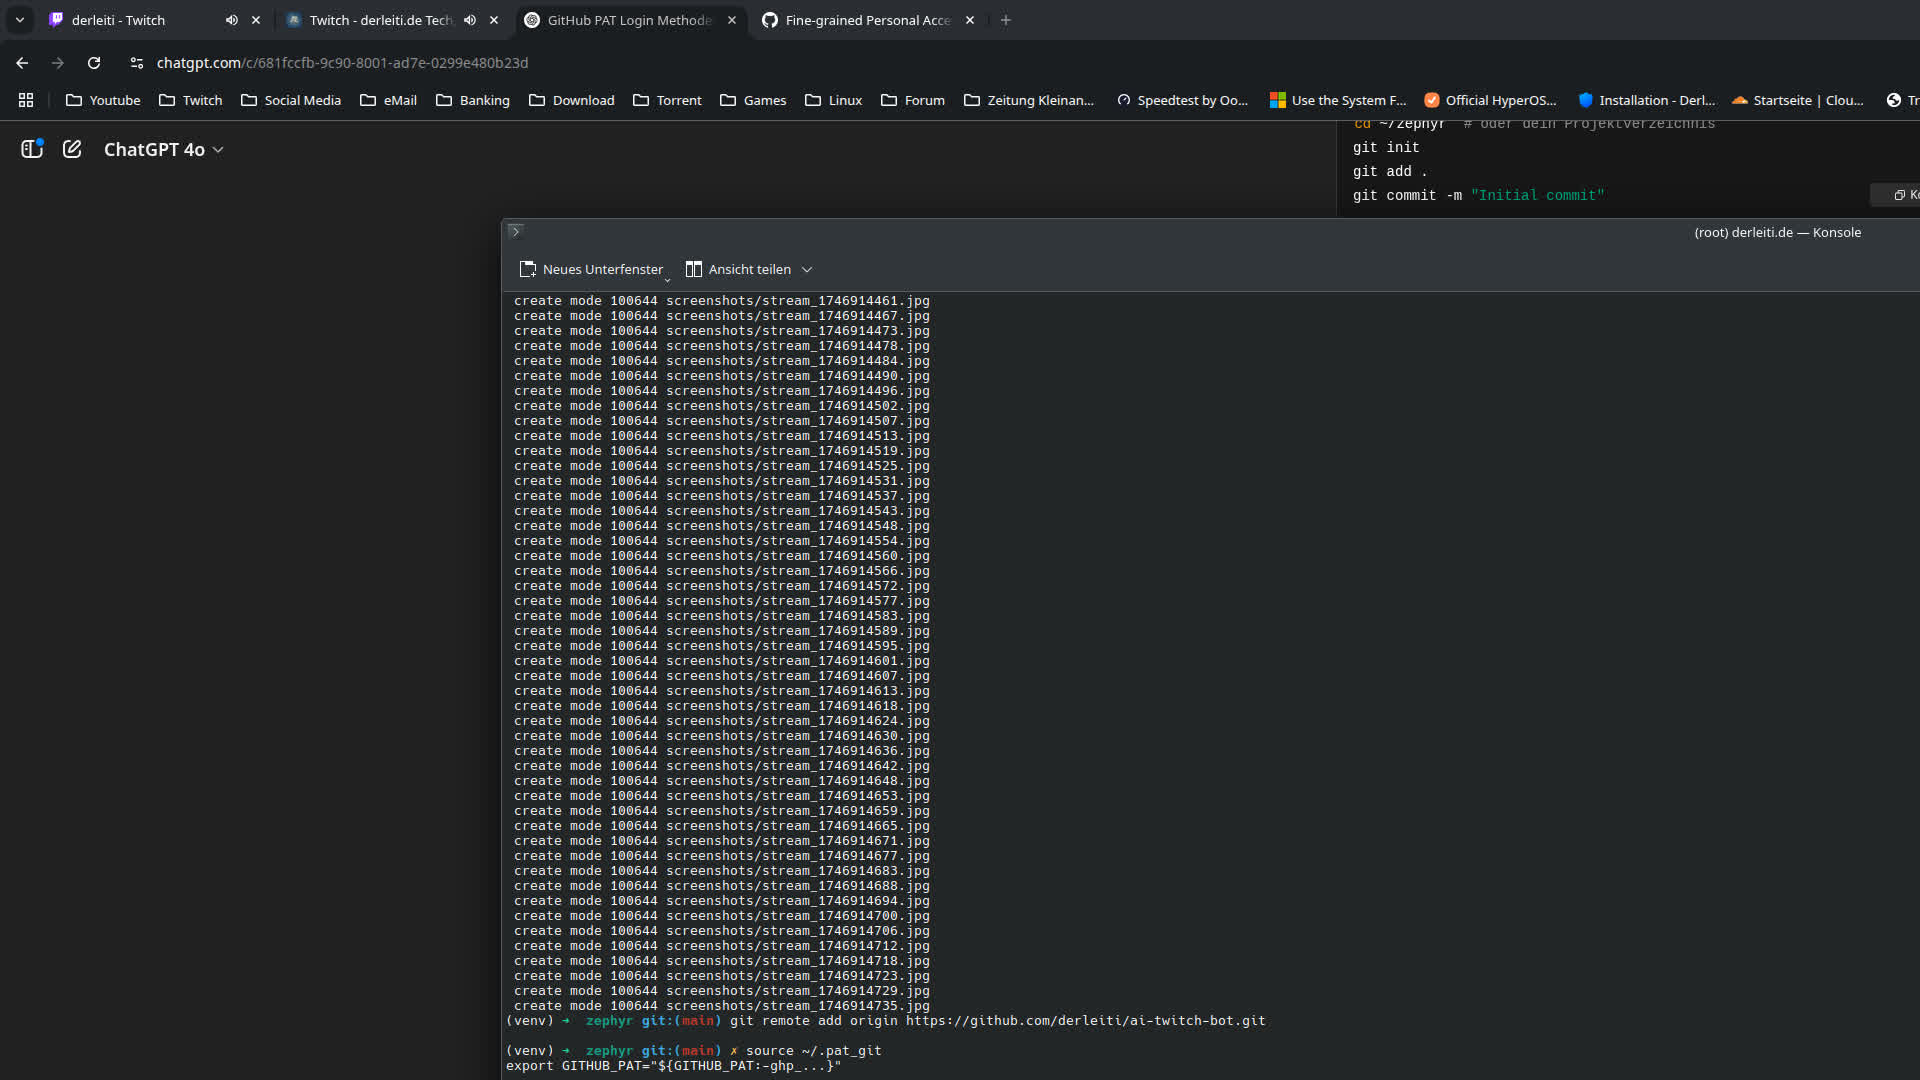 derleiti - Twitch
Twitch - derleiti.de Tech
GitHub PAT Login Methode
Fine-grained Personal Acce
chatgpt.com/c/681fccfb-9c90-8001-ad7e-0299e480b23d
Youtube
Twitch
Social Media
eMail
Banking
Download
Torrent
Games
Linux
Forum
Zeitung Kleinan...
Speedtest by Oo...
Use the System F...
Official HyperOS...
Installation - Derl...
Startseite | Clou...
Tr
ChatGPT 4o
cd ~/zephyr  # oder dein Projektverzeichnis
git init
git add .
git commit -m "Initial commit"
Ko
(root) derleiti.de — Konsole
Neues Unterfenster
Ansicht teilen
create mode 100644 screenshots/stream_1746914461.jpg
create mode 100644 screenshots/stream_1746914467.jpg
create mode 100644 screenshots/stream_1746914473.jpg
create mode 100644 screenshots/stream_1746914478.jpg
create mode 100644 screenshots/stream_1746914484.jpg
create mode 100644 screenshots/stream_1746914490.jpg
create mode 100644 screenshots/stream_1746914496.jpg
create mode 100644 screenshots/stream_1746914502.jpg
create mode 100644 screenshots/stream_1746914507.jpg
create mode 100644 screenshots/stream_1746914513.jpg
create mode 100644 screenshots/stream_1746914519.jpg
create mode 100644 screenshots/stream_1746914525.jpg
create mode 100644 screenshots/stream_1746914531.jpg
create mode 100644 screenshots/stream_1746914537.jpg
create mode 100644 screenshots/stream_1746914543.jpg
create mode 100644 screenshots/stream_1746914548.jpg
create mode 100644 screenshots/stream_1746914554.jpg
create mode 100644 screenshots/stream_1746914560.jpg
create mode 100644 screenshots/stream_1746914566.jpg
create mode 100644 screenshots/stream_1746914572.jpg
create mode 100644 screenshots/stream_1746914577.jpg
create mode 100644 screenshots/stream_1746914583.jpg
create mode 100644 screenshots/stream_1746914589.jpg
create mode 100644 screenshots/stream_1746914595.jpg
create mode 100644 screenshots/stream_1746914601.jpg
create mode 100644 screenshots/stream_1746914607.jpg
create mode 100644 screenshots/stream_1746914613.jpg
create mode 100644 screenshots/stream_1746914618.jpg
create mode 100644 screenshots/stream_1746914624.jpg
create mode 100644 screenshots/stream_1746914630.jpg
create mode 100644 screenshots/stream_1746914636.jpg
create mode 100644 screenshots/stream_1746914642.jpg
create mode 100644 screenshots/stream_1746914648.jpg
create mode 100644 screenshots/stream_1746914653.jpg
create mode 100644 screenshots/stream_1746914659.jpg
create mode 100644 screenshots/stream_1746914665.jpg
create mode 100644 screenshots/stream_1746914671.jpg
create mode 100644 screenshots/stream_1746914677.jpg
create mode 100644 screenshots/stream_1746914683.jpg
create mode 100644 screenshots/stream_1746914688.jpg
create mode 100644 screenshots/stream_1746914694.jpg
create mode 100644 screenshots/stream_1746914700.jpg
create mode 100644 screenshots/stream_1746914706.jpg
create mode 100644 screenshots/stream_1746914712.jpg
create mode 100644 screenshots/stream_1746914718.jpg
create mode 100644 screenshots/stream_1746914723.jpg
create mode 100644 screenshots/stream_1746914729.jpg
create mode 100644 screenshots/stream_1746914735.jpg
(venv) ➜  zephyr git:(main) git remote add origin https://github.com/derleiti/ai-twitch-bot.git
(venv) ➜  zephyr git:(main) ✗ source ~/.pat_git
export GITHUB_PAT="${GITHUB_PAT:-ghp_...}"